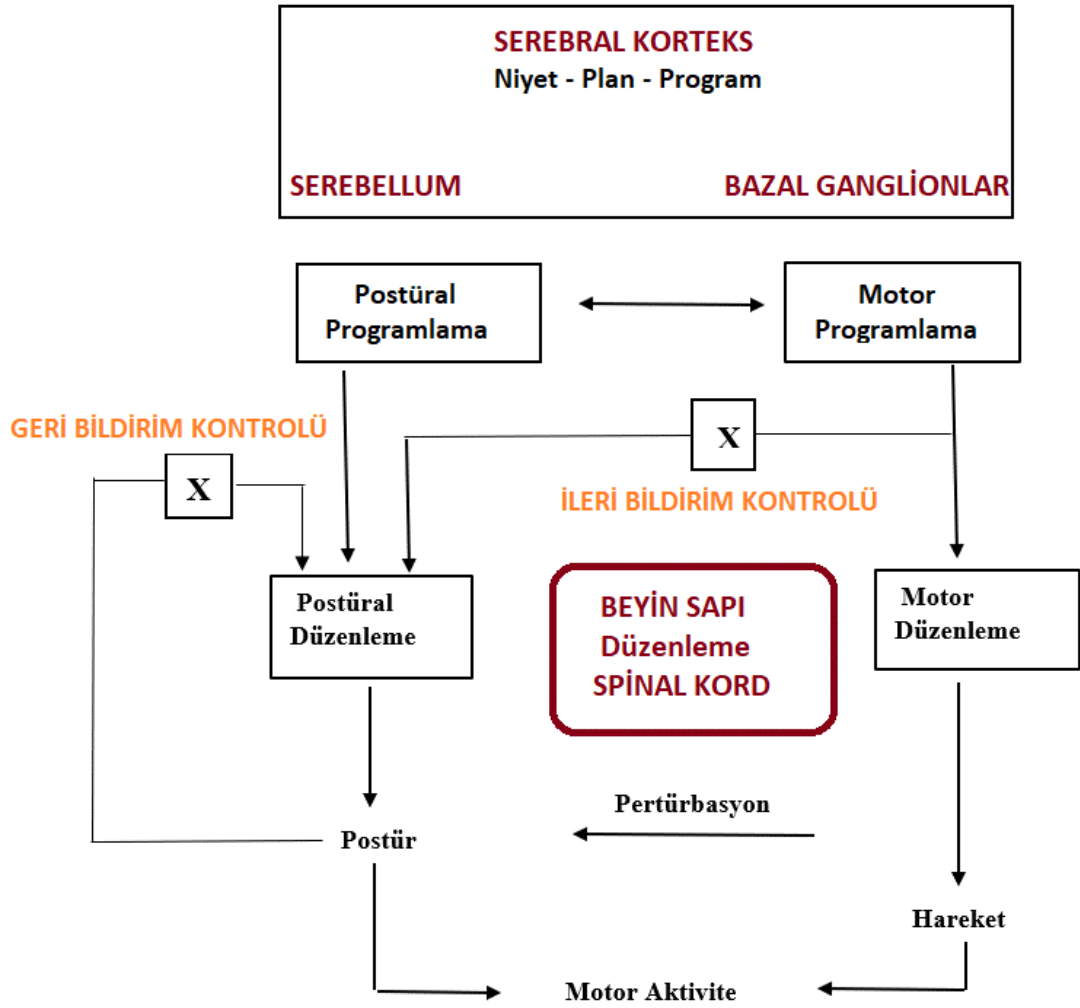 SEREBRAL KORTEKS
Niyet - Plan - Program
SEREBELLUM
BAZAL GANGLİONLAR
Postüral
Programlama
Motor
Programlama
GERİ BİLDİRİM KONTROLÜ
X
X
İLERİ BİLDİRİM KONTROLÜ
Postüral
Düzenleme
BEYİN SAPI
Düzenleme
SPİNAL KORD
Motor
Düzenleme
Pertürbasyon
Postür
Hareket
Motor Aktivite